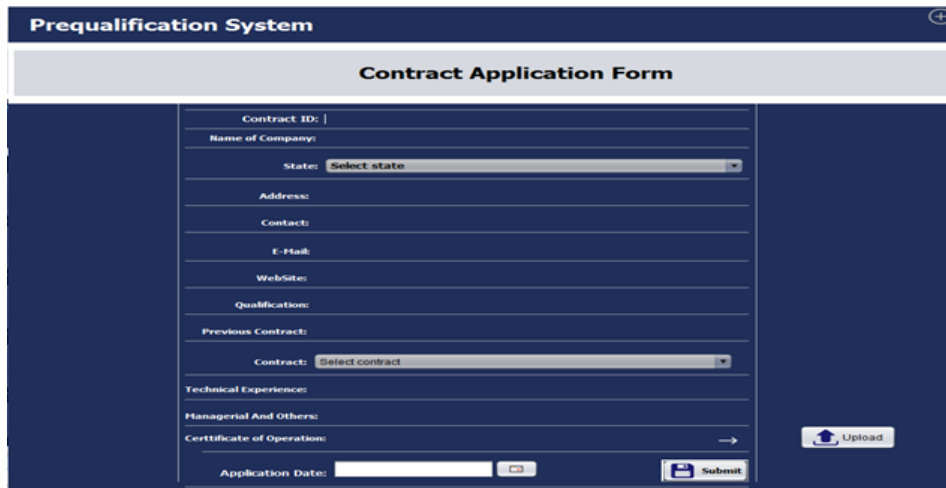 Prequalification System
Contract Application Form
Contract ID:
Name of Company:
State: Select state
Address:
Contact:
E-Mail:
WebSite:
Qualification:
Previous Contract:
Contract: Select contract
Technical Experience:
Managerial And Others:
Certtificate of Operation:
Upload
Application Date:
Submit